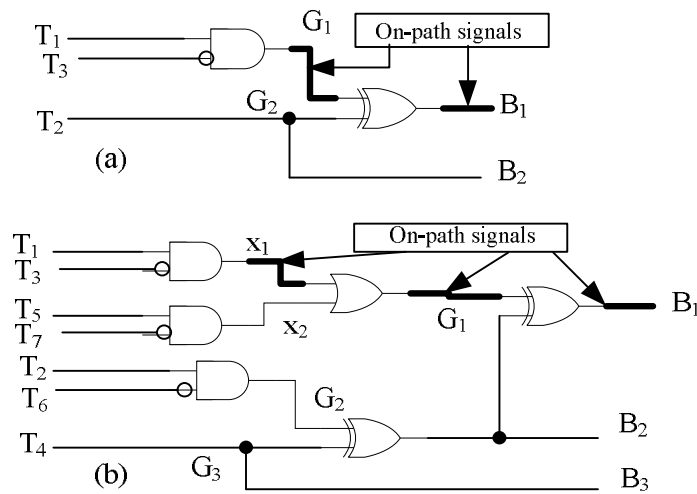 G₁
T₁
On-path signals
T₃
G₂
B₁
T₂
(a)
B₂
T₁
x₁
On-path signals
T₃
T₅
G₁
B₁
T₇
x₂
T₂
T₆
G₂
B₂
T₄
G₃
(b)
B₃